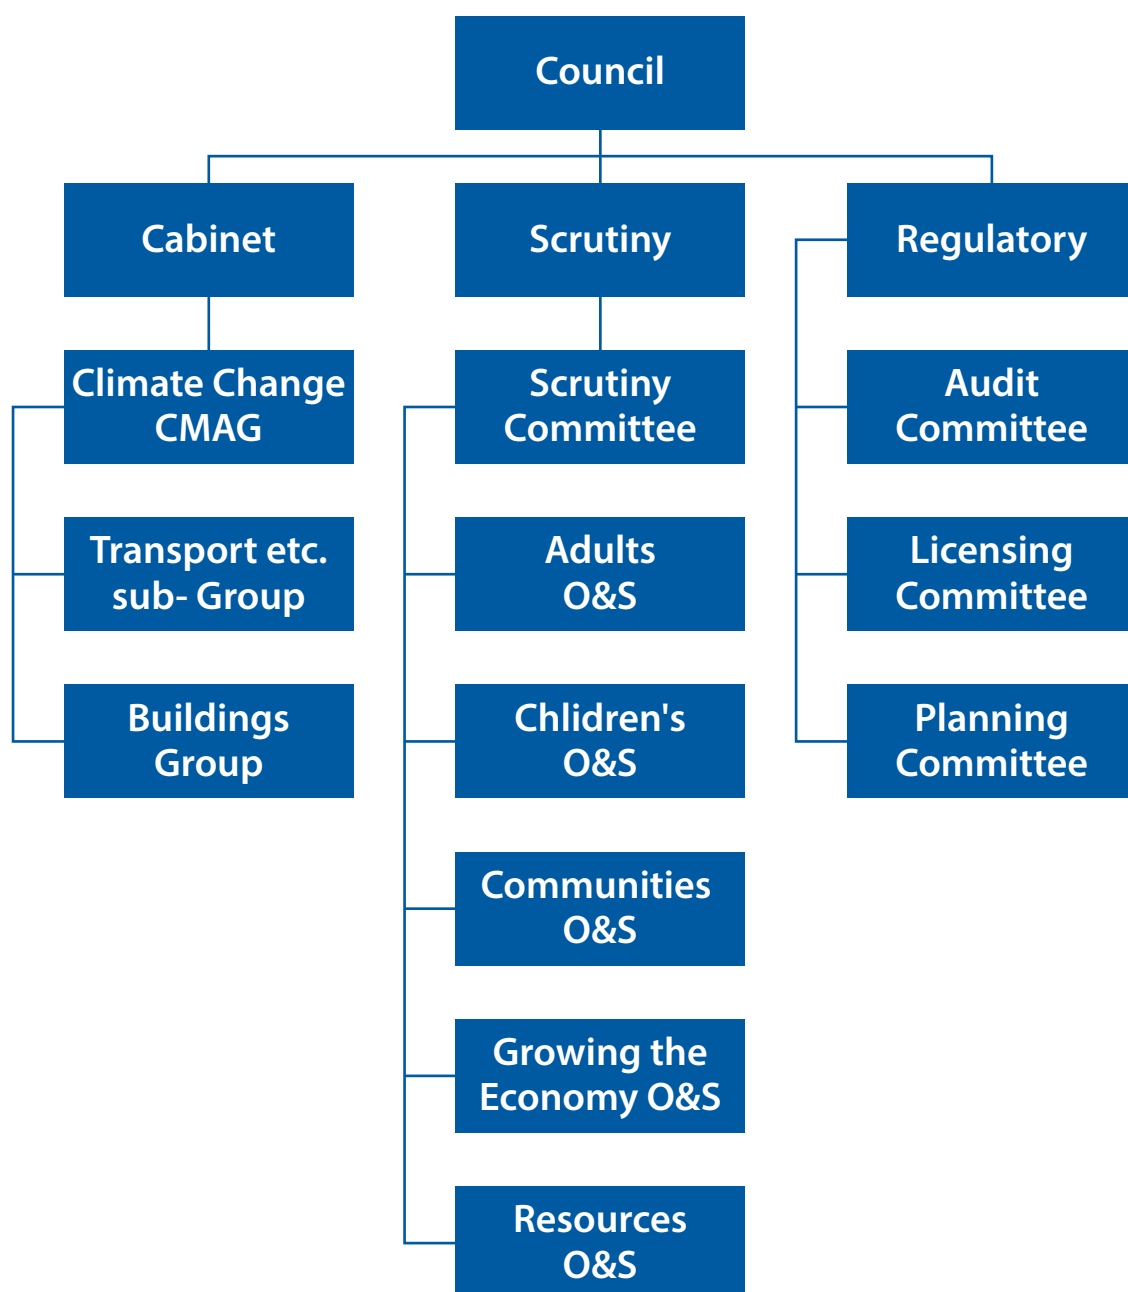 Council
Cabinet
Scrutiny
Regulatory
Climate Change
CMAG
Scrutiny
Committee
Audit
Committee
Transport etc.
sub- Group
Adults
O&S
Licensing
Committee
Buildings
Group
Chlidren's
O&S
Planning
Committee
Communities
O&S
Growing the
Economy O&S
Resources
O&S